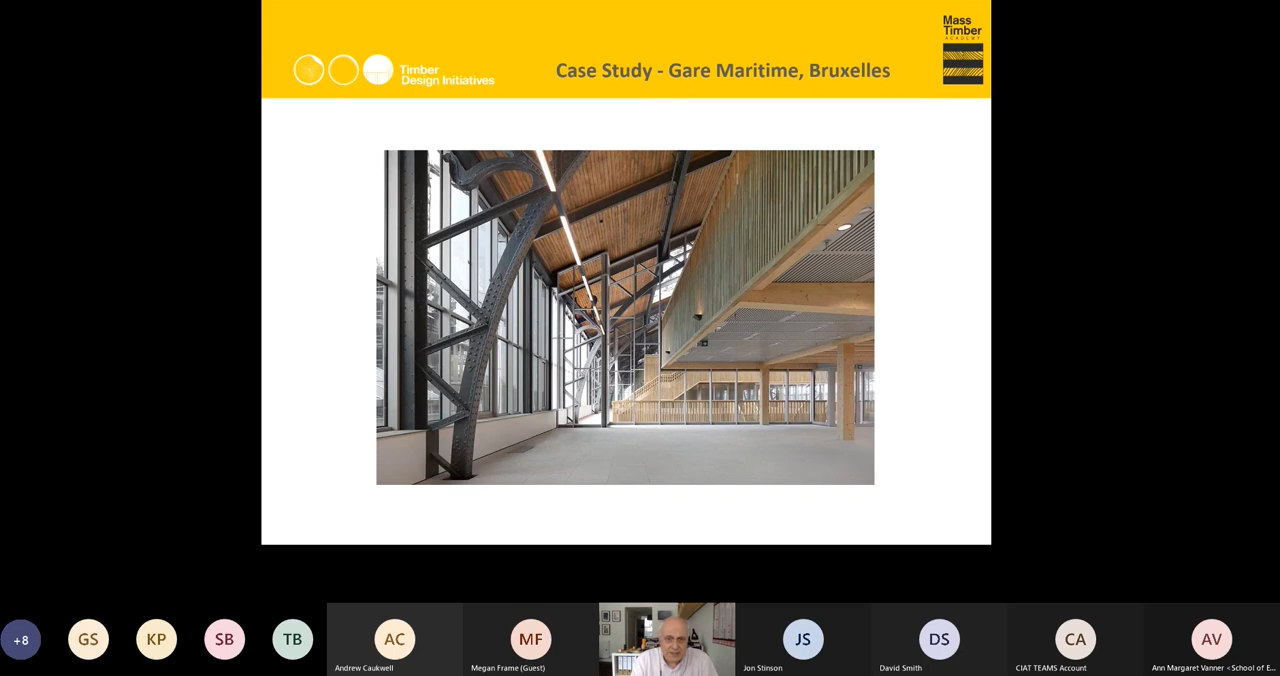 Mass
Timber
ACADEMY
Timber
Design Initiatives
Case Study - Gare Maritime, Bruxelles
+8
GS
KP
SB
TB
AC
MF
JS
DS
CA
AV
Andrew Caukwell
Megan Frame (Guest)
Jon Stinson
David Smith
CIAT TEAMS Account
Ann Margaret Vanner <School of E...